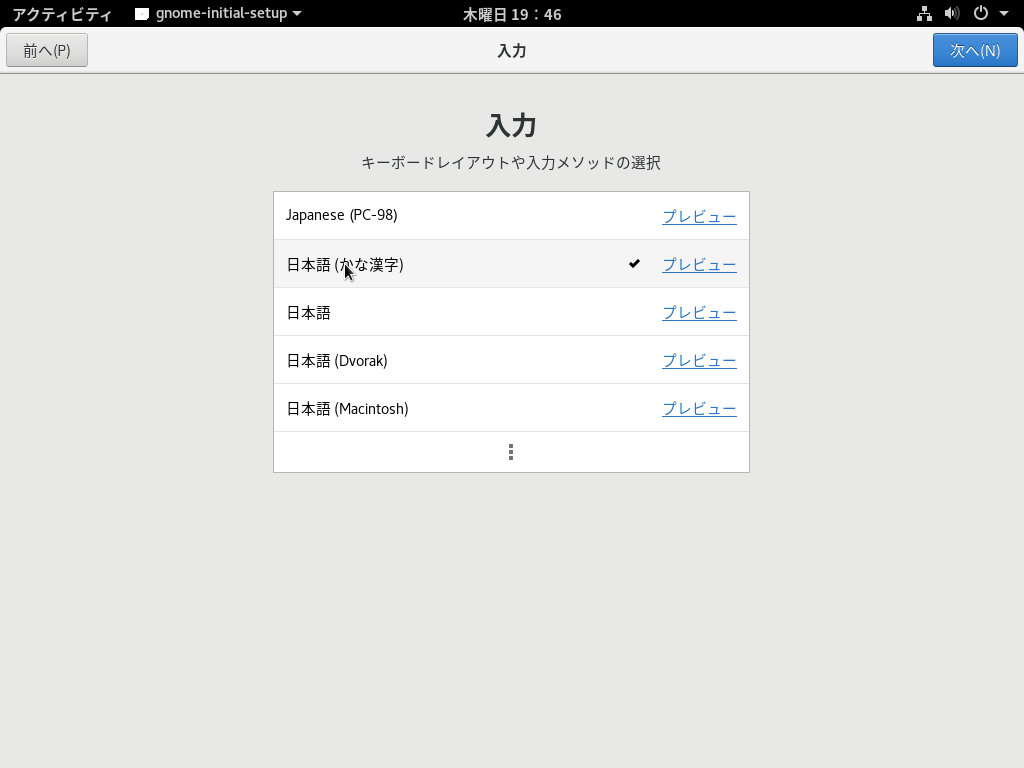 アクティビティ gnome-initial-setup 木曜日 19：46
前へ(P) 入力 次へ(N)
入力
キーボードレイアウトや入力メソッドの選択
Japanese (PC-98) プレビュー
日本語 (かな漢字) プレビュー
日本語 プレビュー
日本語 (Dvorak) プレビュー
日本語 (Macintosh) プレビュー